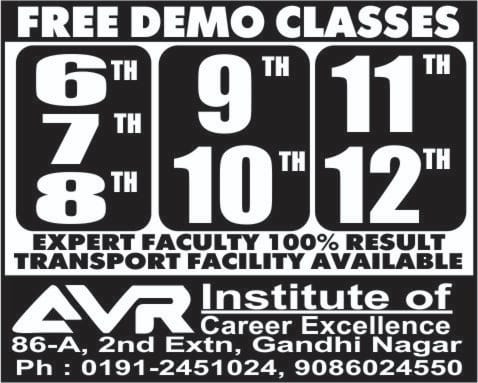 FREE DEMO CLASSES
6TH
7TH
8TH
9TH
10TH
11TH
12TH
EXPERT FACULTY 100% RESULT
TRANSPORT FACILITY AVAILABLE
AVR Institute of
Career Excellence
86-A, 2nd Extn, Gandhi Nagar
Ph : 0191-2451024, 9086024550